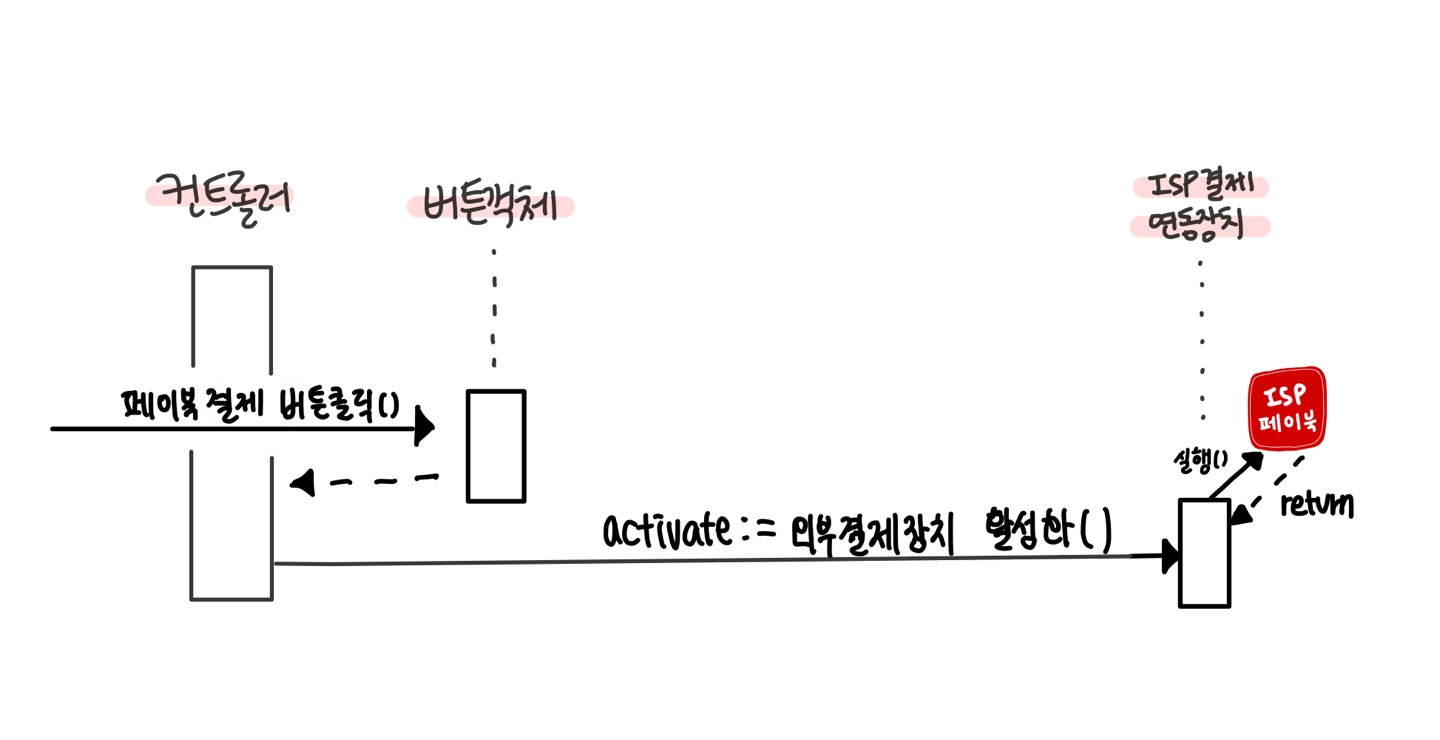 컨트롤러
버튼객체
ISP결제
연동장치
페이북 결제 버튼클릭()
ISP
페이북
실행()
return
activate := 외부결제장치 활성화()